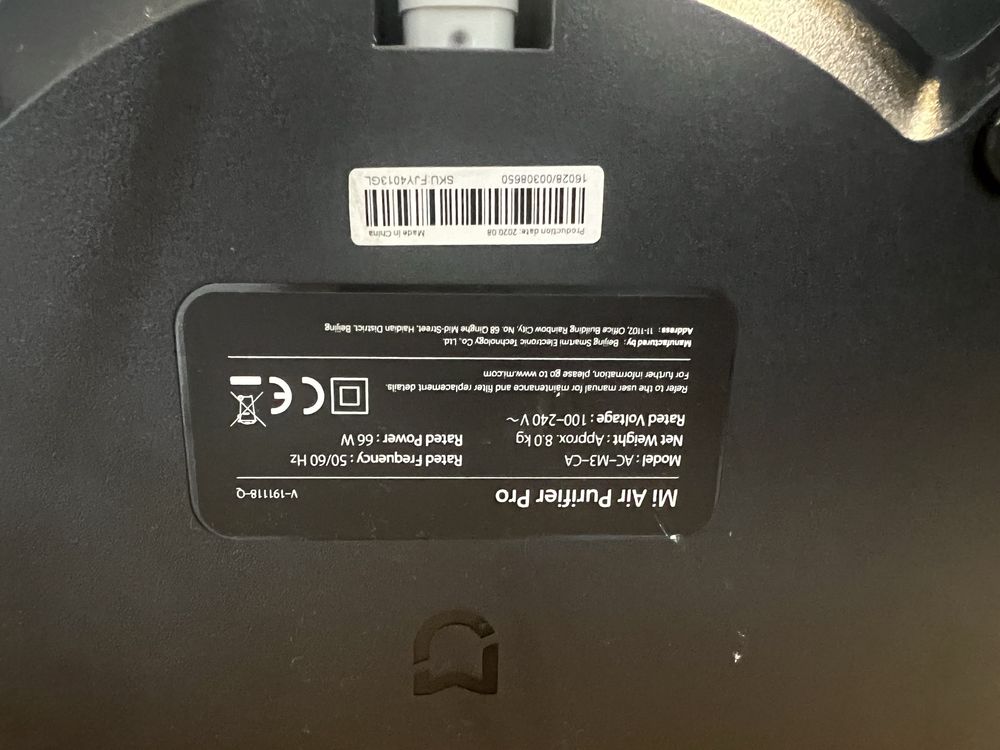 Mi Air Purifier Pro
V-191118-Q
Model : AC-M3-CA
Rated Frequency : 50/60 Hz
Net Weight : Approx. 8.0 kg
Rated Power : 66 W
Rated Voltage : 100-240 V ~
Refer to the user manual for maintenance and filter replacement details.
For further information, please go to www.mi.com
CE
Manufactured by : Beijing Smartmi Electronic Technology Co., Ltd.
Address : 11-1102, Office Building Rainbow City, No. 68 Qinghe Mid-Street, Haidian District, Beijing
Production date: 2020.08
Made in China
16028/00308650
SKU:FJY4013GL